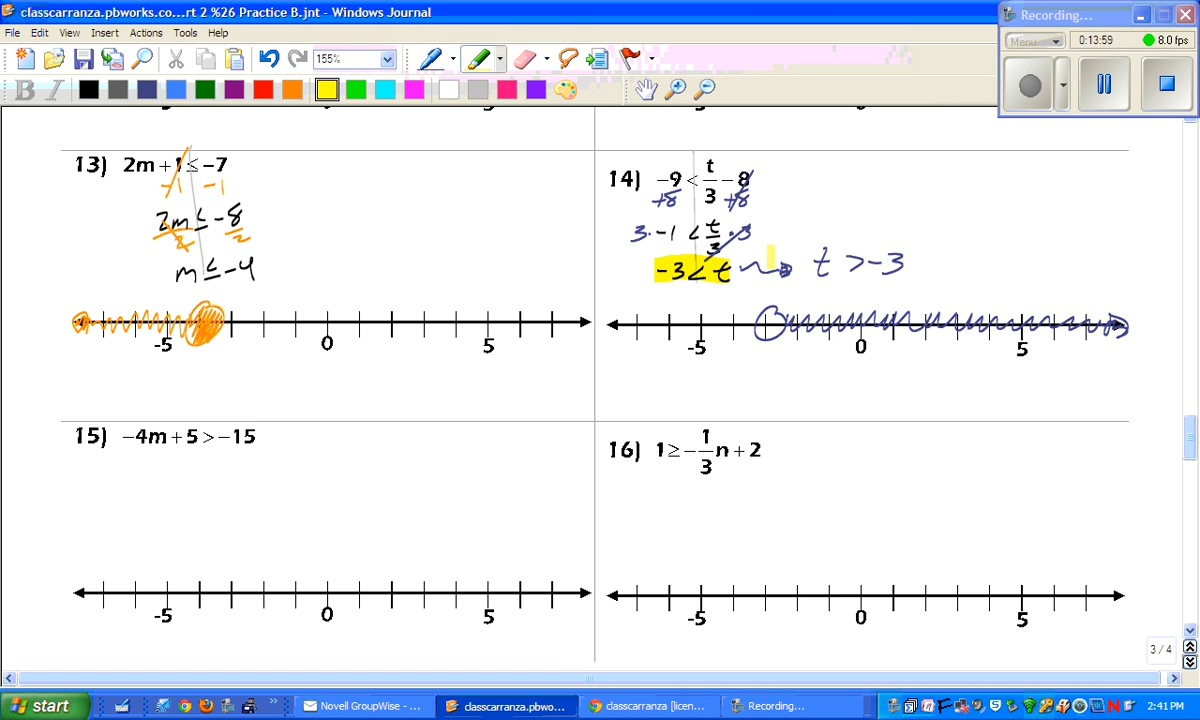 classcarranza.pbworks.co...rt 2 %26 Practice B.jnt - Windows Journal
Recording...
File Edit View Insert Actions Tools Help
Menu 0:13:59 8.0 fps
155%
B I
13) 2m + 1 ≤ -7
-1 -1
2m ≤ -8
2 2
m ≤ -4
-5 0 5
14) -9 < t/3 - 8
+8 +8
3 · -1 < t/3 · 3
-3 < t → t > -3
-5 0 5
15) -4m + 5 > -15
-5 0 5
16) 1 ≥ -1/3 n + 2
-5 0 5
3 / 4
start
Novell GroupWise - ...
classcarranza.pbwo...
classcarranza [licen...
Recording...
2:41 PM